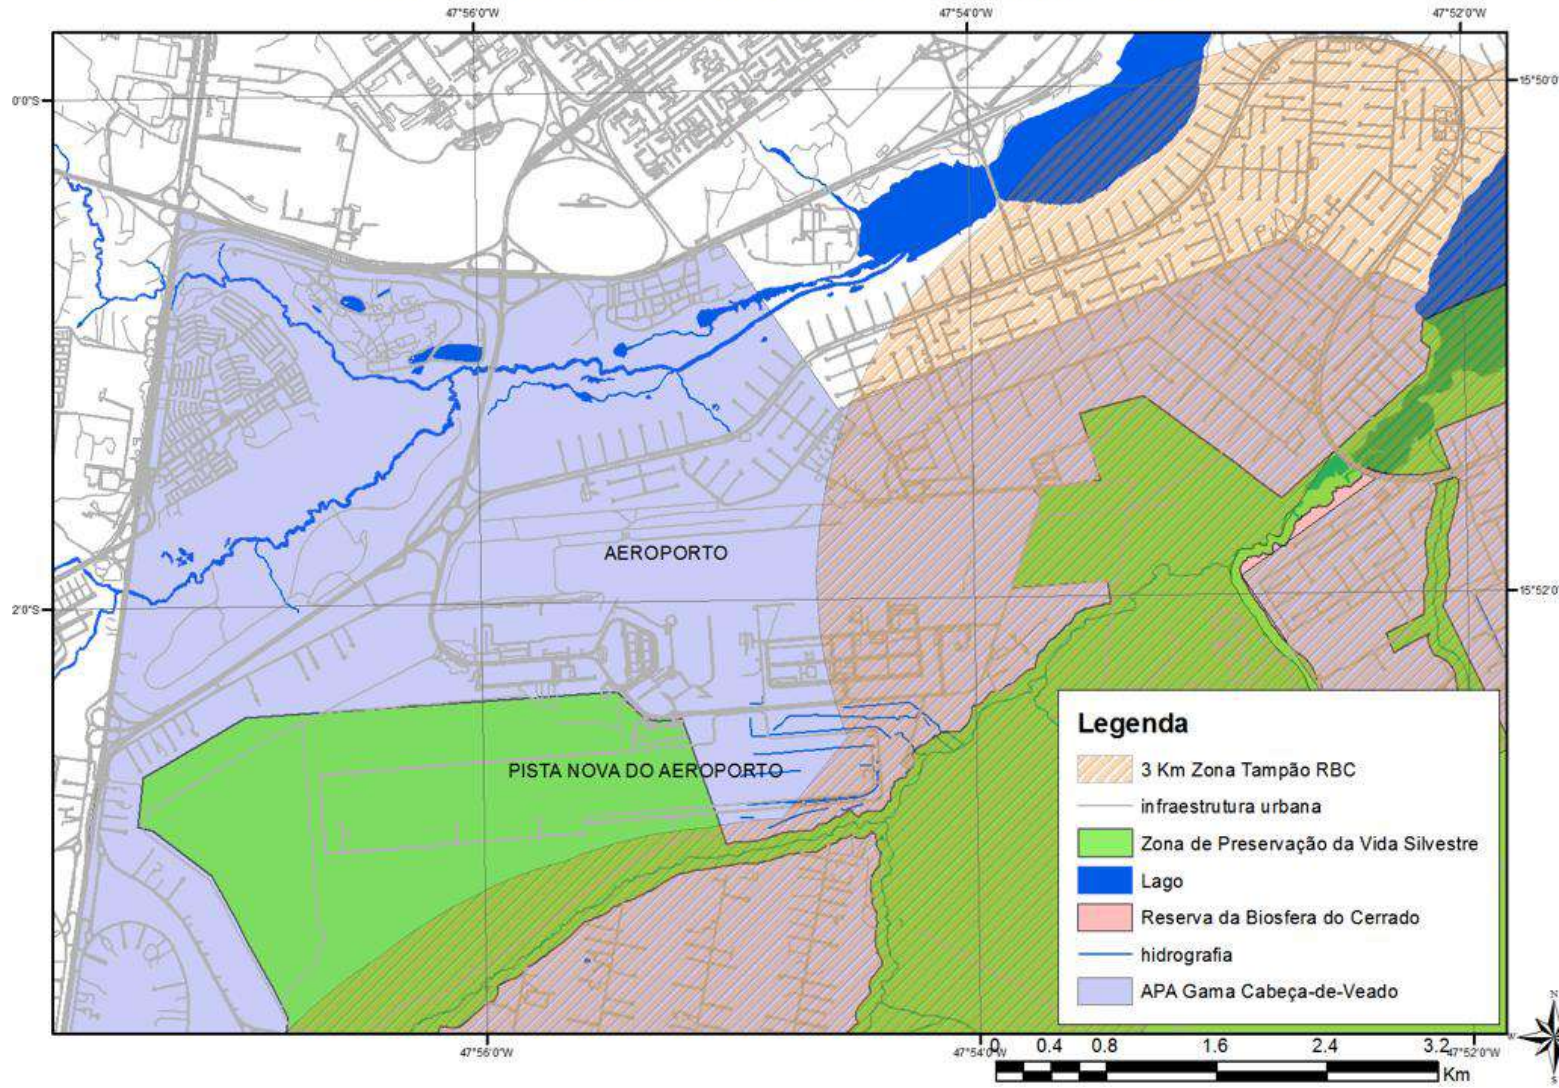 47°56'0"W 47°54'0"W 47°52'0"W
0'0"S 15°50'0"
AEROPORTO
2'0"S 15°52'0"
PISTA NOVA DO AEROPORTO
Legenda
3 Km Zona Tampão RBC
infraestrutura urbana
Zona de Preservação da Vida Silvestre
Lago
Reserva da Biosfera do Cerrado
hidrografia
APA Gama Cabeça-de-Veado
N
W
S
47°56'0"W 47°54'0"W 47°52'0"W
0 0.4 0.8 1.6 2.4 3.2
Km